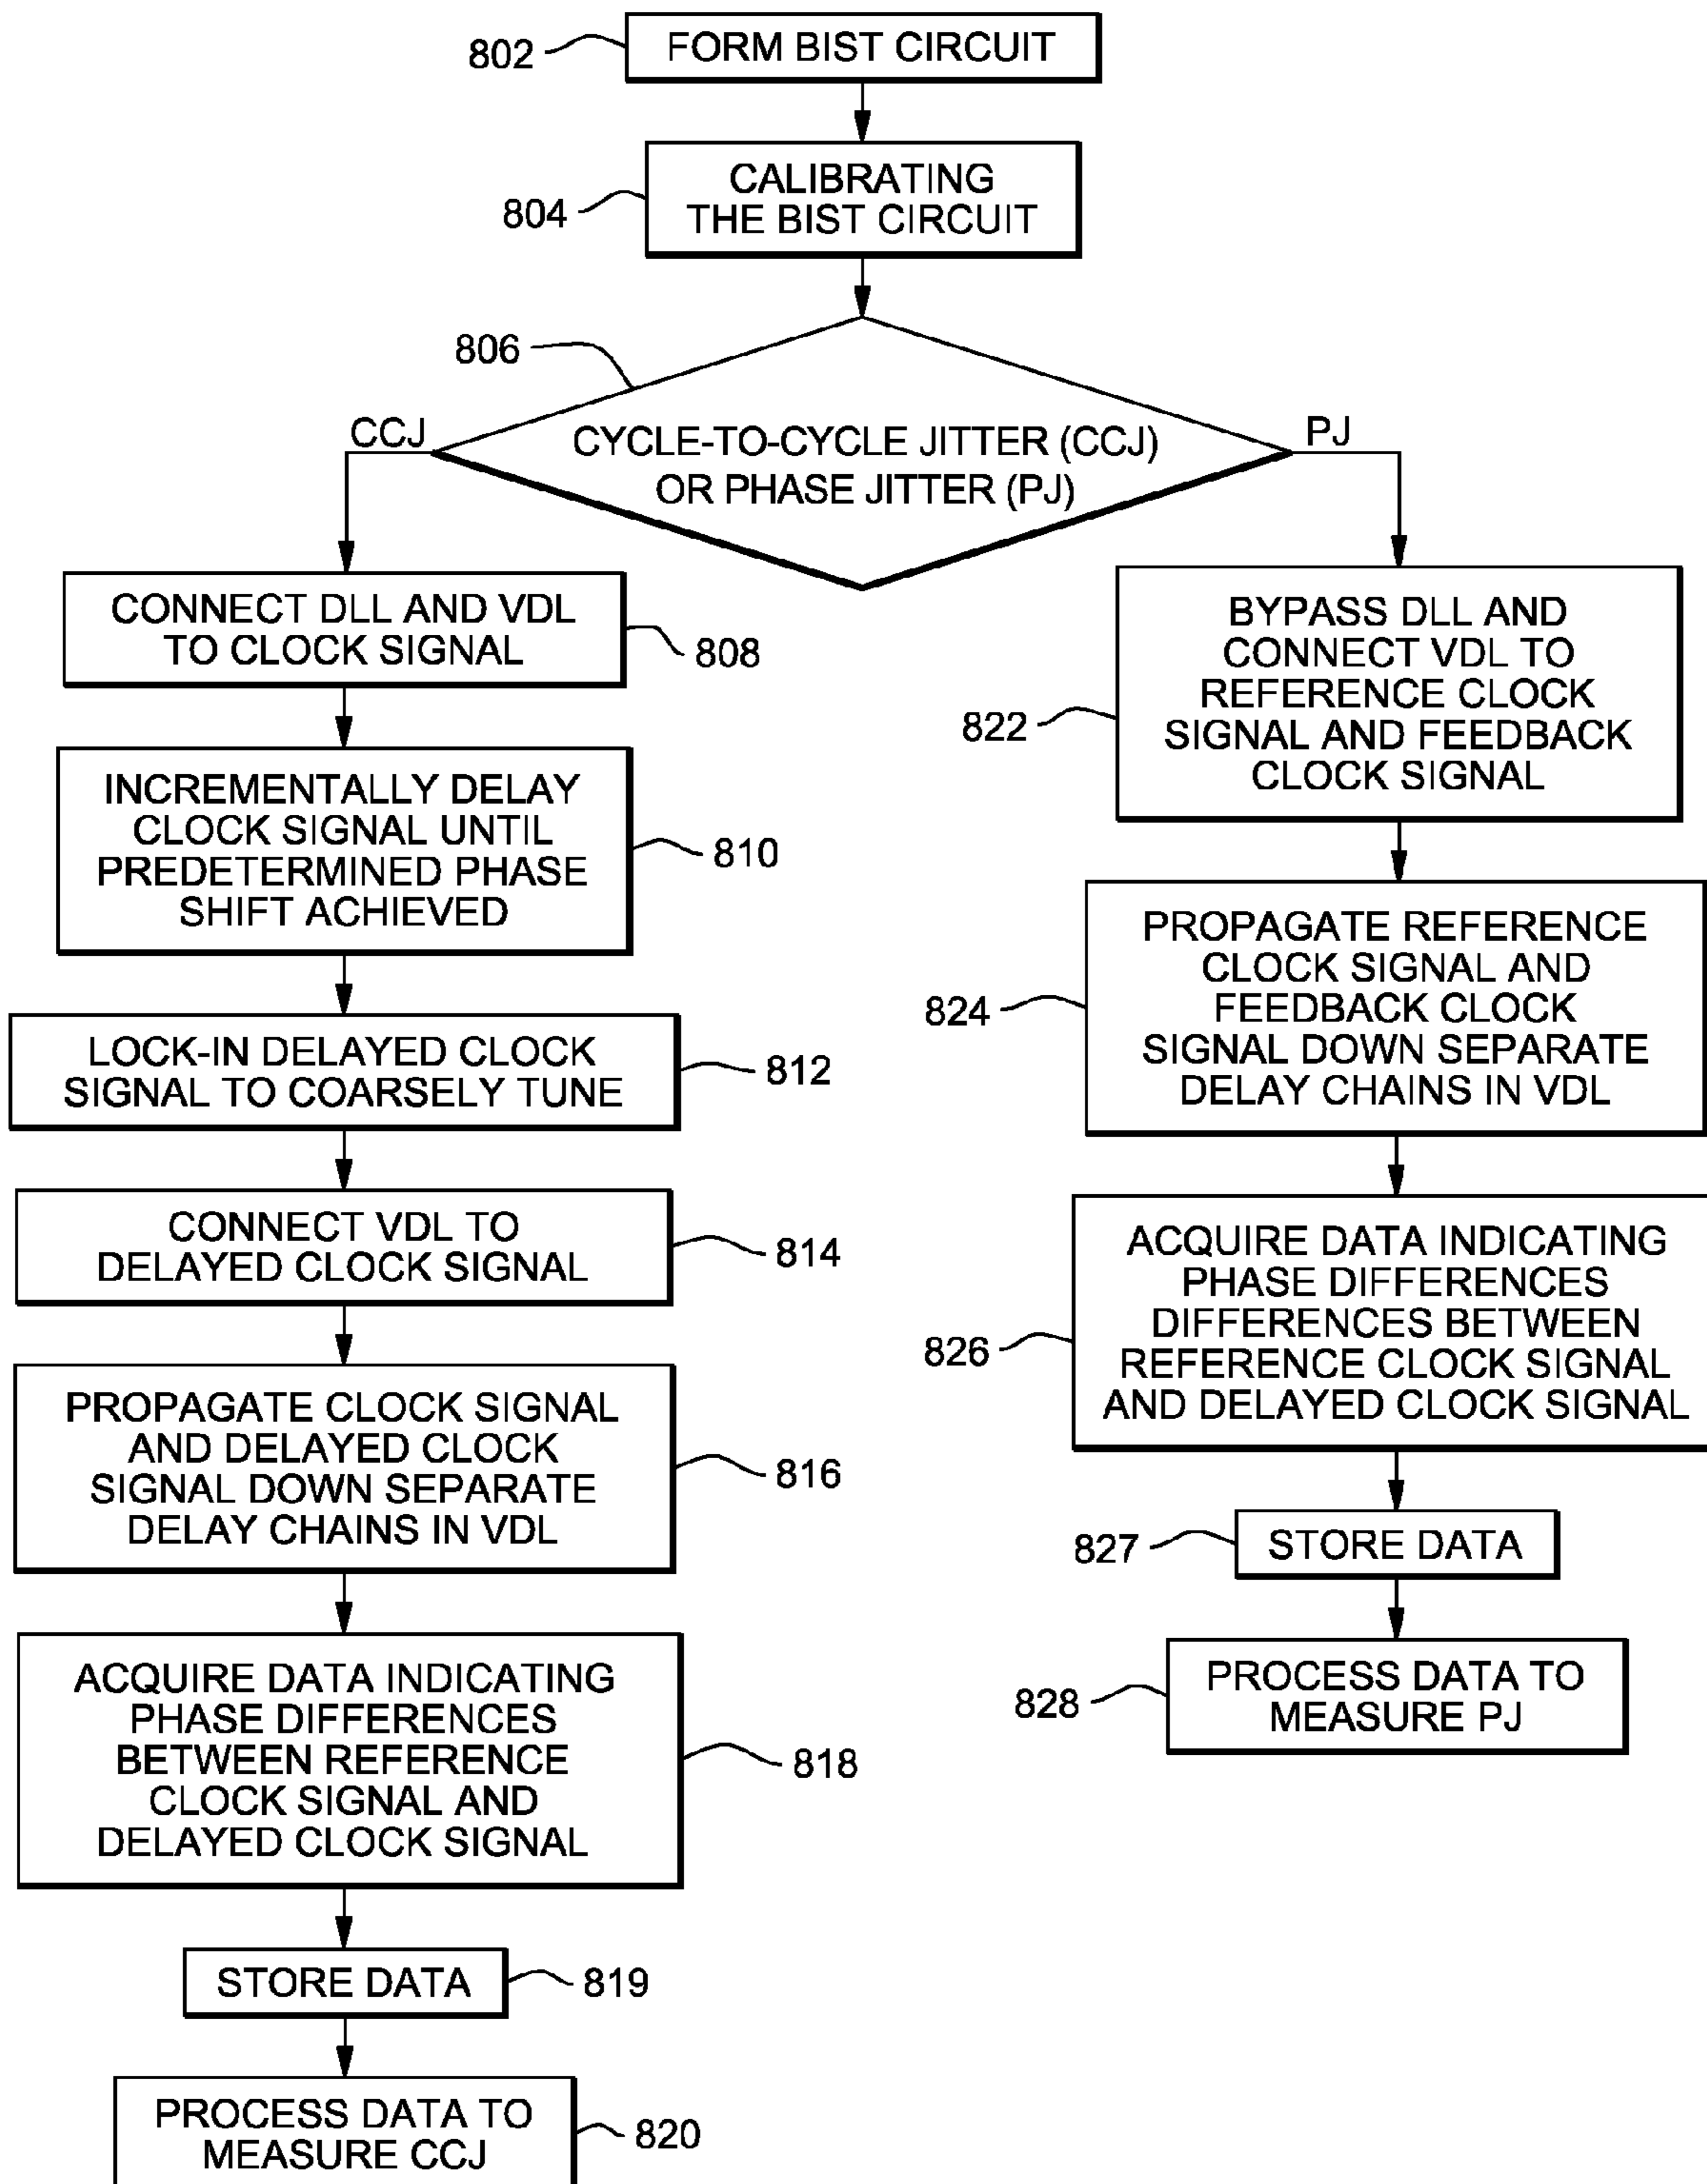 802
FORM BIST CIRCUIT
804
CALIBRATING
THE BIST CIRCUIT
806
CYCLE-TO-CYCLE JITTER (CCJ)
OR PHASE JITTER (PJ)
CCJ
PJ
CONNECT DLL AND VDL
TO CLOCK SIGNAL
808
INCREMENTALLY DELAY
CLOCK SIGNAL UNTIL
PREDETERMINED PHASE
SHIFT ACHIEVED
810
LOCK-IN DELAYED CLOCK
SIGNAL TO COARSELY TUNE
812
CONNECT VDL TO
DELAYED CLOCK SIGNAL
814
PROPAGATE CLOCK SIGNAL
AND DELAYED CLOCK
SIGNAL DOWN SEPARATE
DELAY CHAINS IN VDL
816
ACQUIRE DATA INDICATING
PHASE DIFFERENCES
BETWEEN REFERENCE
CLOCK SIGNAL AND
DELAYED CLOCK SIGNAL
818
STORE DATA
819
PROCESS DATA TO
MEASURE CCJ
820
BYPASS DLL AND
CONNECT VDL TO
REFERENCE CLOCK
SIGNAL AND FEEDBACK
CLOCK SIGNAL
822
PROPAGATE REFERENCE
CLOCK SIGNAL AND
FEEDBACK CLOCK
SIGNAL DOWN SEPARATE
DELAY CHAINS IN VDL
824
ACQUIRE DATA INDICATING
PHASE DIFFERENCES
DIFFERENCES BETWEEN
REFERENCE CLOCK SIGNAL
AND DELAYED CLOCK SIGNAL
826
STORE DATA
827
PROCESS DATA TO
MEASURE PJ
828